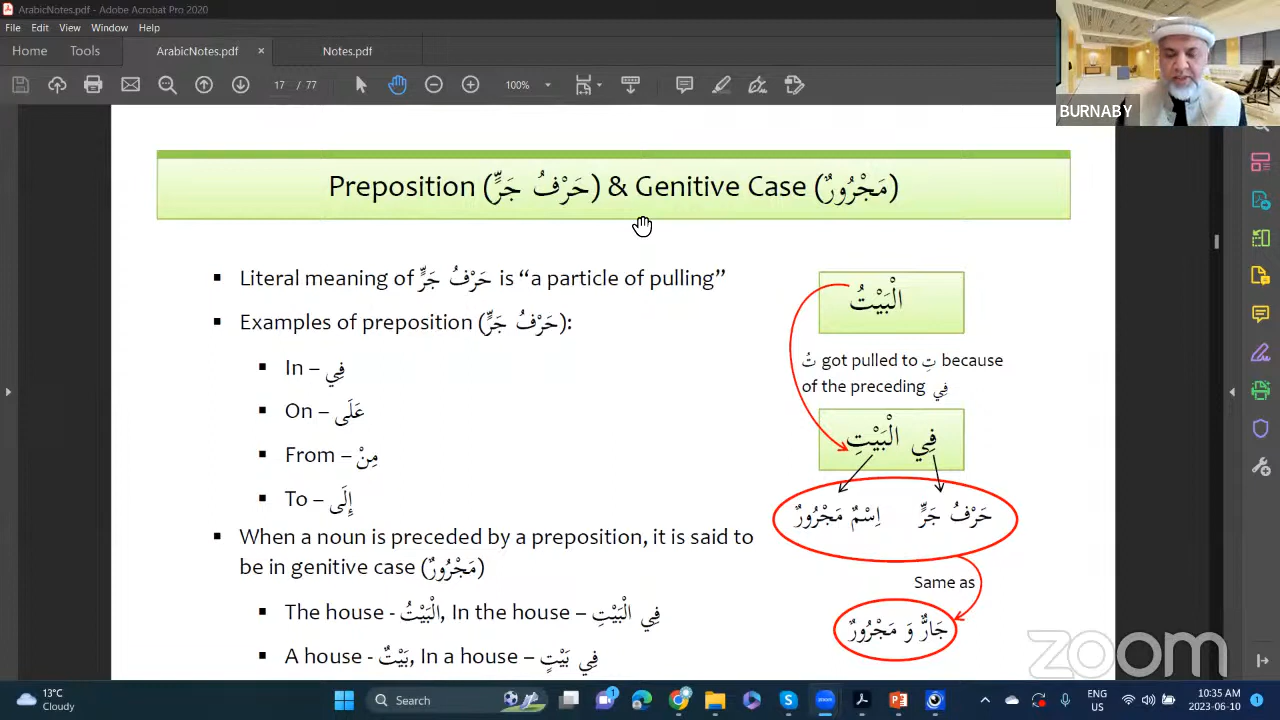 ArabicNotes.pdf - Adobe Acrobat Pro 2020
File Edit View Window Help
Home Tools ArabicNotes.pdf × Notes.pdf
17 / 77 100%
BURNABY
Preposition (حَرْفُ جَرٍّ) & Genitive Case (مَجْرُورٌ)
▪ Literal meaning of حَرْفُ جَرٍّ is “a particle of pulling”
▪ Examples of preposition (حَرْفُ جَرٍّ):
▪ In – فِي
▪ On – عَلَى
▪ From – مِنْ
▪ To – إِلَى
▪ When a noun is preceded by a preposition, it is said to
be in genitive case (مَجْرُورٌ)
▪ The house - الْبَيْتُ, In the house – فِي الْبَيْتِ
▪ A house - بَيْتٌ, In a house – فِي بَيْتٍ
الْبَيْتُ
تُ got pulled to تِ because
of the preceding فِي
فِي الْبَيْتِ
حَرْفُ جَرٍّ اِسْمٌ مَجْرُورٌ
Same as
جَارٌّ وَ مَجْرُورٌ
zoom
13°C
Cloudy
Search
ENG
US
10:35 AM
2023-06-10